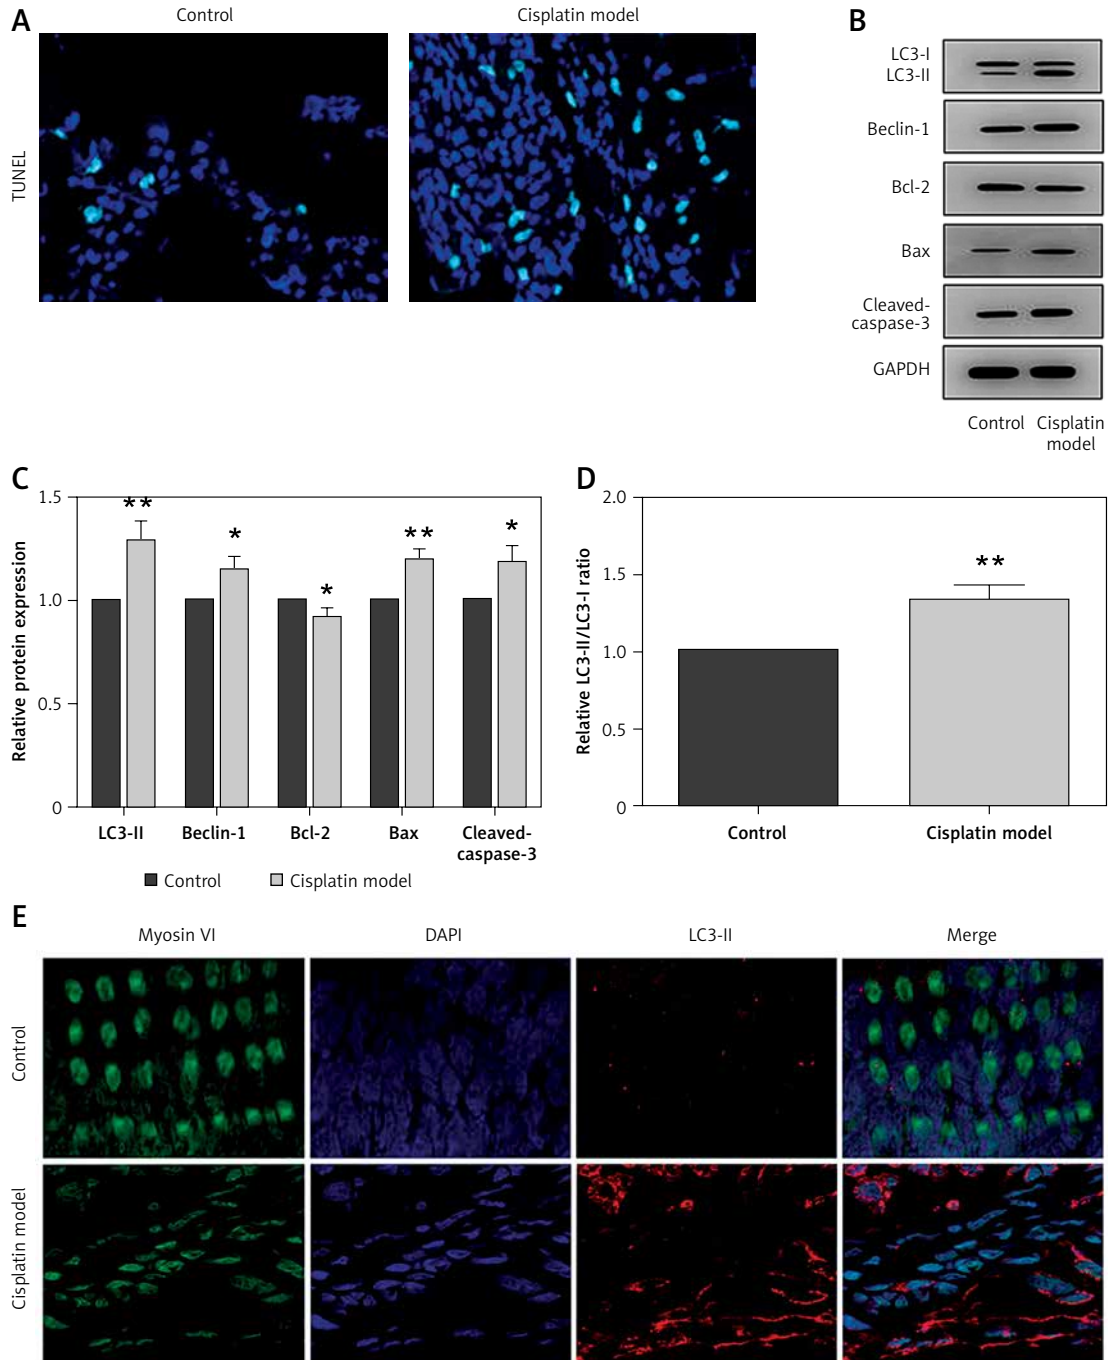 A
Control
Cisplatin model
TUNEL
B
LC3-I
LC3-II
Beclin-1
Bcl-2
Bax
Cleaved-
caspase-3
GAPDH
Control
Cisplatin
model
C
Relative protein expression
1.5
1.0
0.5
0
**
*
*
**
*
LC3-II
Beclin-1
Bcl-2
Bax
Cleaved-
caspase-3
Control
Cisplatin model
D
Relative LC3-II/LC3-I ratio
2.0
1.5
1.0
0.5
0
**
Control
Cisplatin model
E
Myosin VI
DAPI
LC3-II
Merge
Control
Cisplatin model